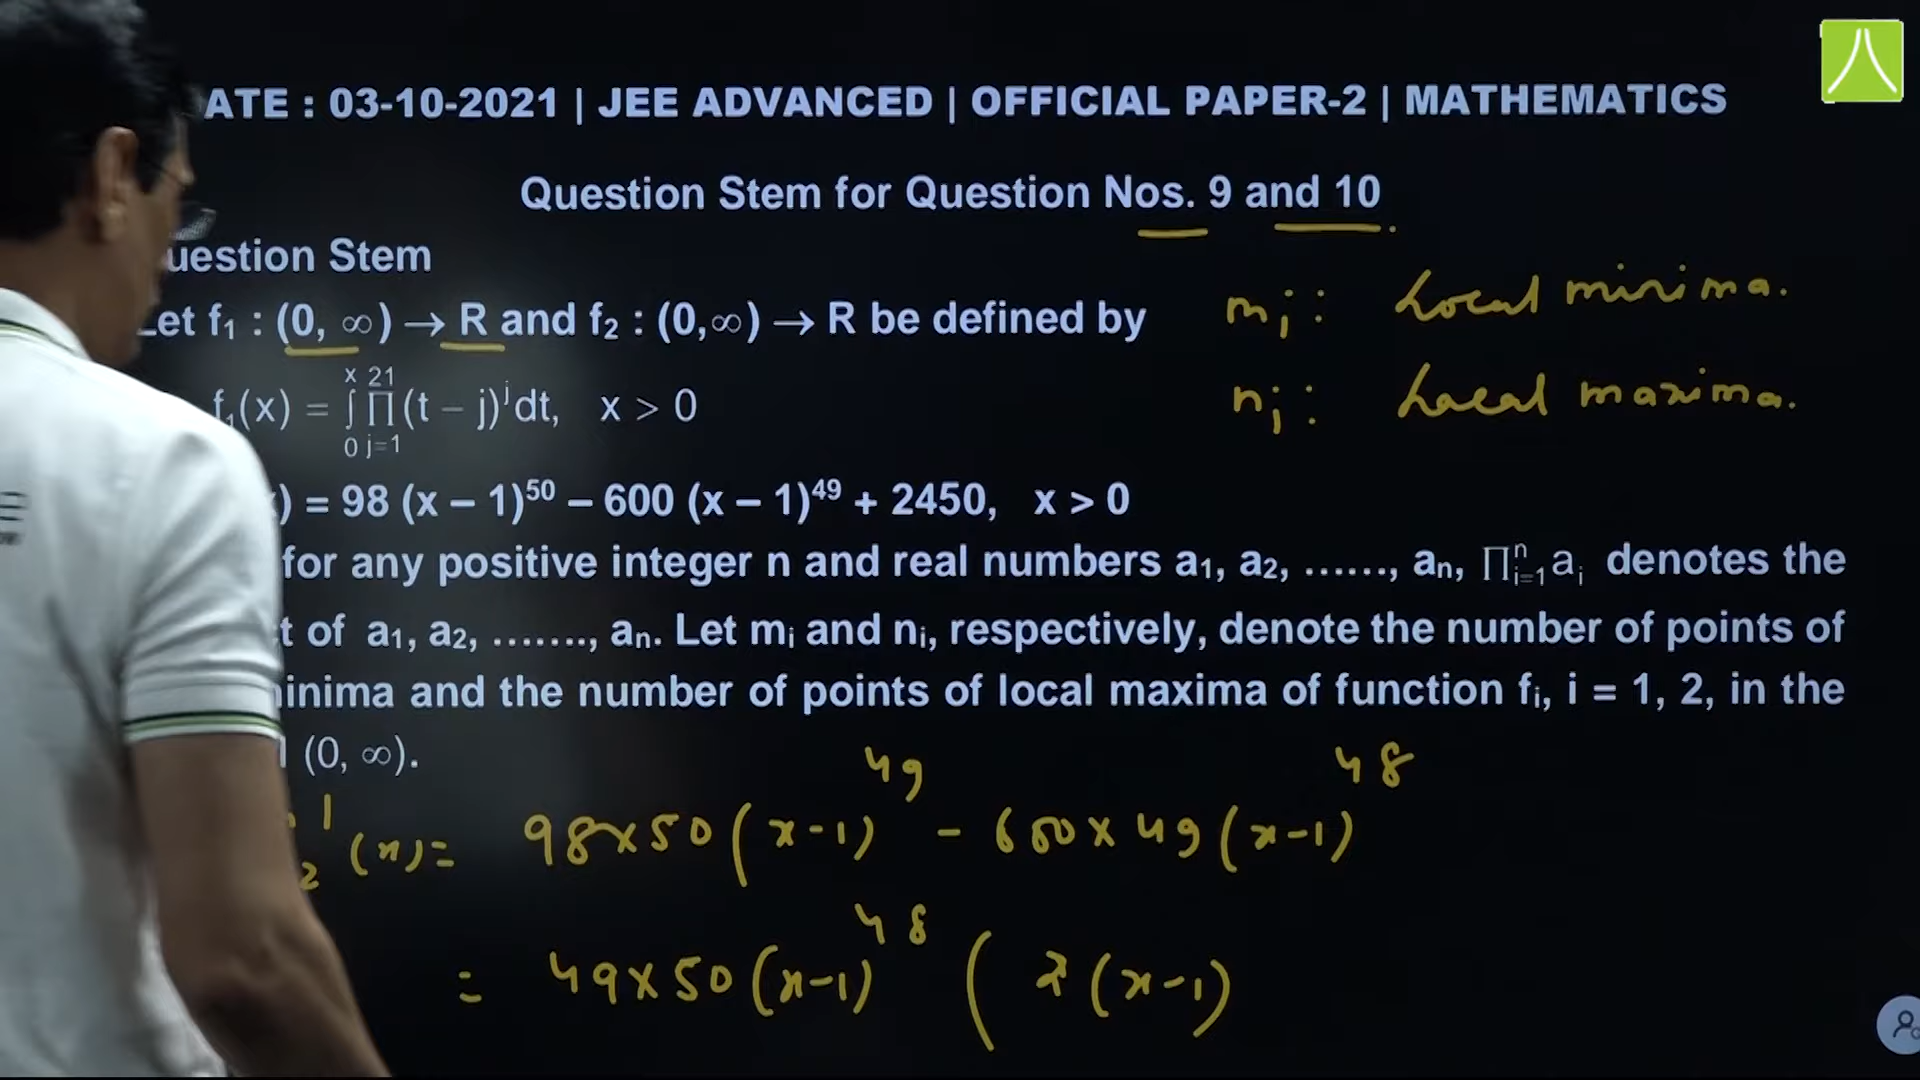 ATE : 03-10-2021 | JEE ADVANCED | OFFICIAL PAPER-2 | MATHEMATICS
Question Stem for Question Nos. 9 and 10
uestion Stem
Let f₁ : (0, ∞) → R and f₂ : (0,∞) → R be defined by
f₁(x) = ∫₀ˣ ∏ⱼ₌₁²¹ (t – j)ʲ dt, x > 0
) = 98 (x – 1)⁵⁰ – 600 (x – 1)⁴⁹ + 2450, x > 0
for any positive integer n and real numbers a₁, a₂, ......, aₙ, ∏ⁿᵢ₌₁ aᵢ denotes the
t of a₁, a₂, ......., aₙ. Let mᵢ and nᵢ, respectively, denote the number of points of
inima and the number of points of local maxima of function fᵢ, i = 1, 2, in the
l (0, ∞).
mᵢ : Local minima.
nᵢ : Local maxima.
₂'(x) = 98×50(x-1)⁴⁹ - 600×49(x-1)⁴⁸
= 49×50(x-1)⁴⁸ ( 2(x-1)